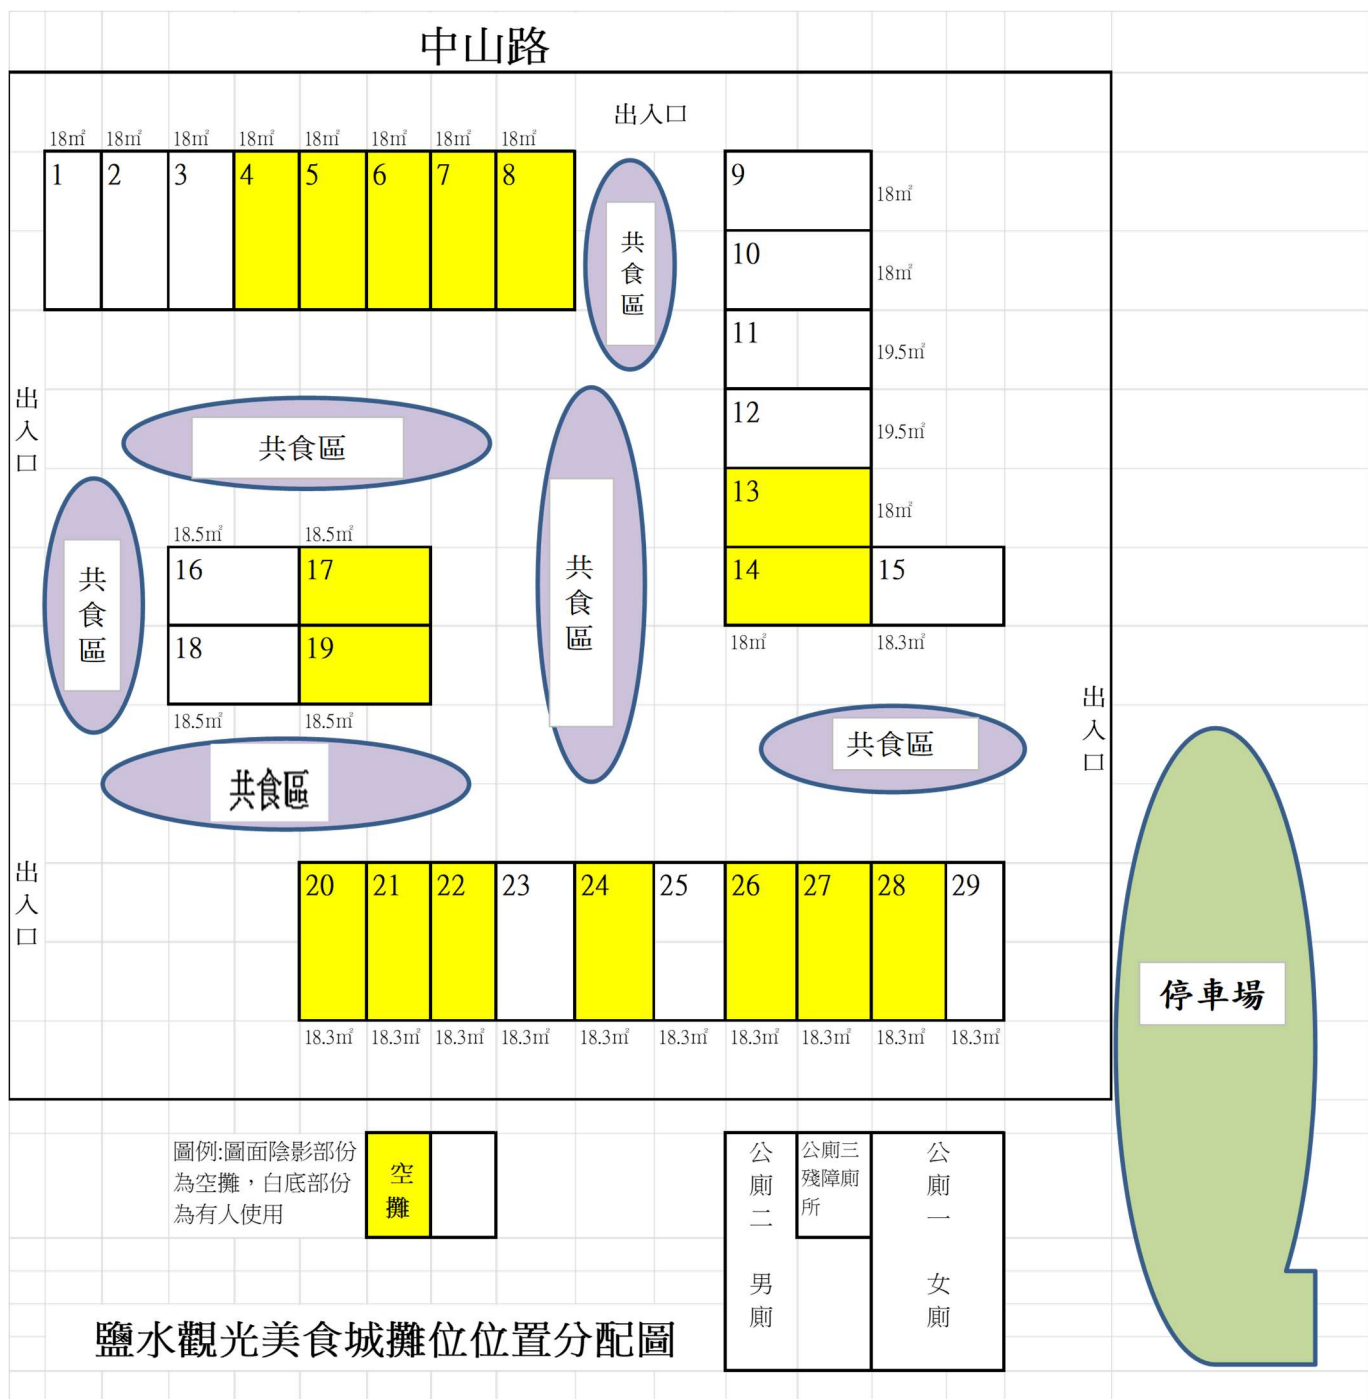 中山路
出入口
18㎡ 18㎡ 18㎡ 18㎡ 18㎡ 18㎡ 18㎡ 18㎡
1 2 3 4 5 6 7 8
共食區
9
18㎡
10
18㎡
11
19.5㎡
12
19.5㎡
13
18㎡
14
15
18㎡
18.3㎡
出入口
共食區
共食區
18.5㎡ 18.5㎡
16 17
18 19
18.5㎡ 18.5㎡
共食區
共食區
共食區
出入口
出入口
20 21 22 23 24 25 26 27 28 29
18.3㎡ 18.3㎡ 18.3㎡ 18.3㎡ 18.3㎡ 18.3㎡ 18.3㎡ 18.3㎡ 18.3㎡ 18.3㎡
停車場
圖例:圖面陰影部份
為空攤，白底部份
為有人使用
空攤
公廁二 男廁
公廁三
殘障廁
所
公廁一 女廁
鹽水觀光美食城攤位位置分配圖